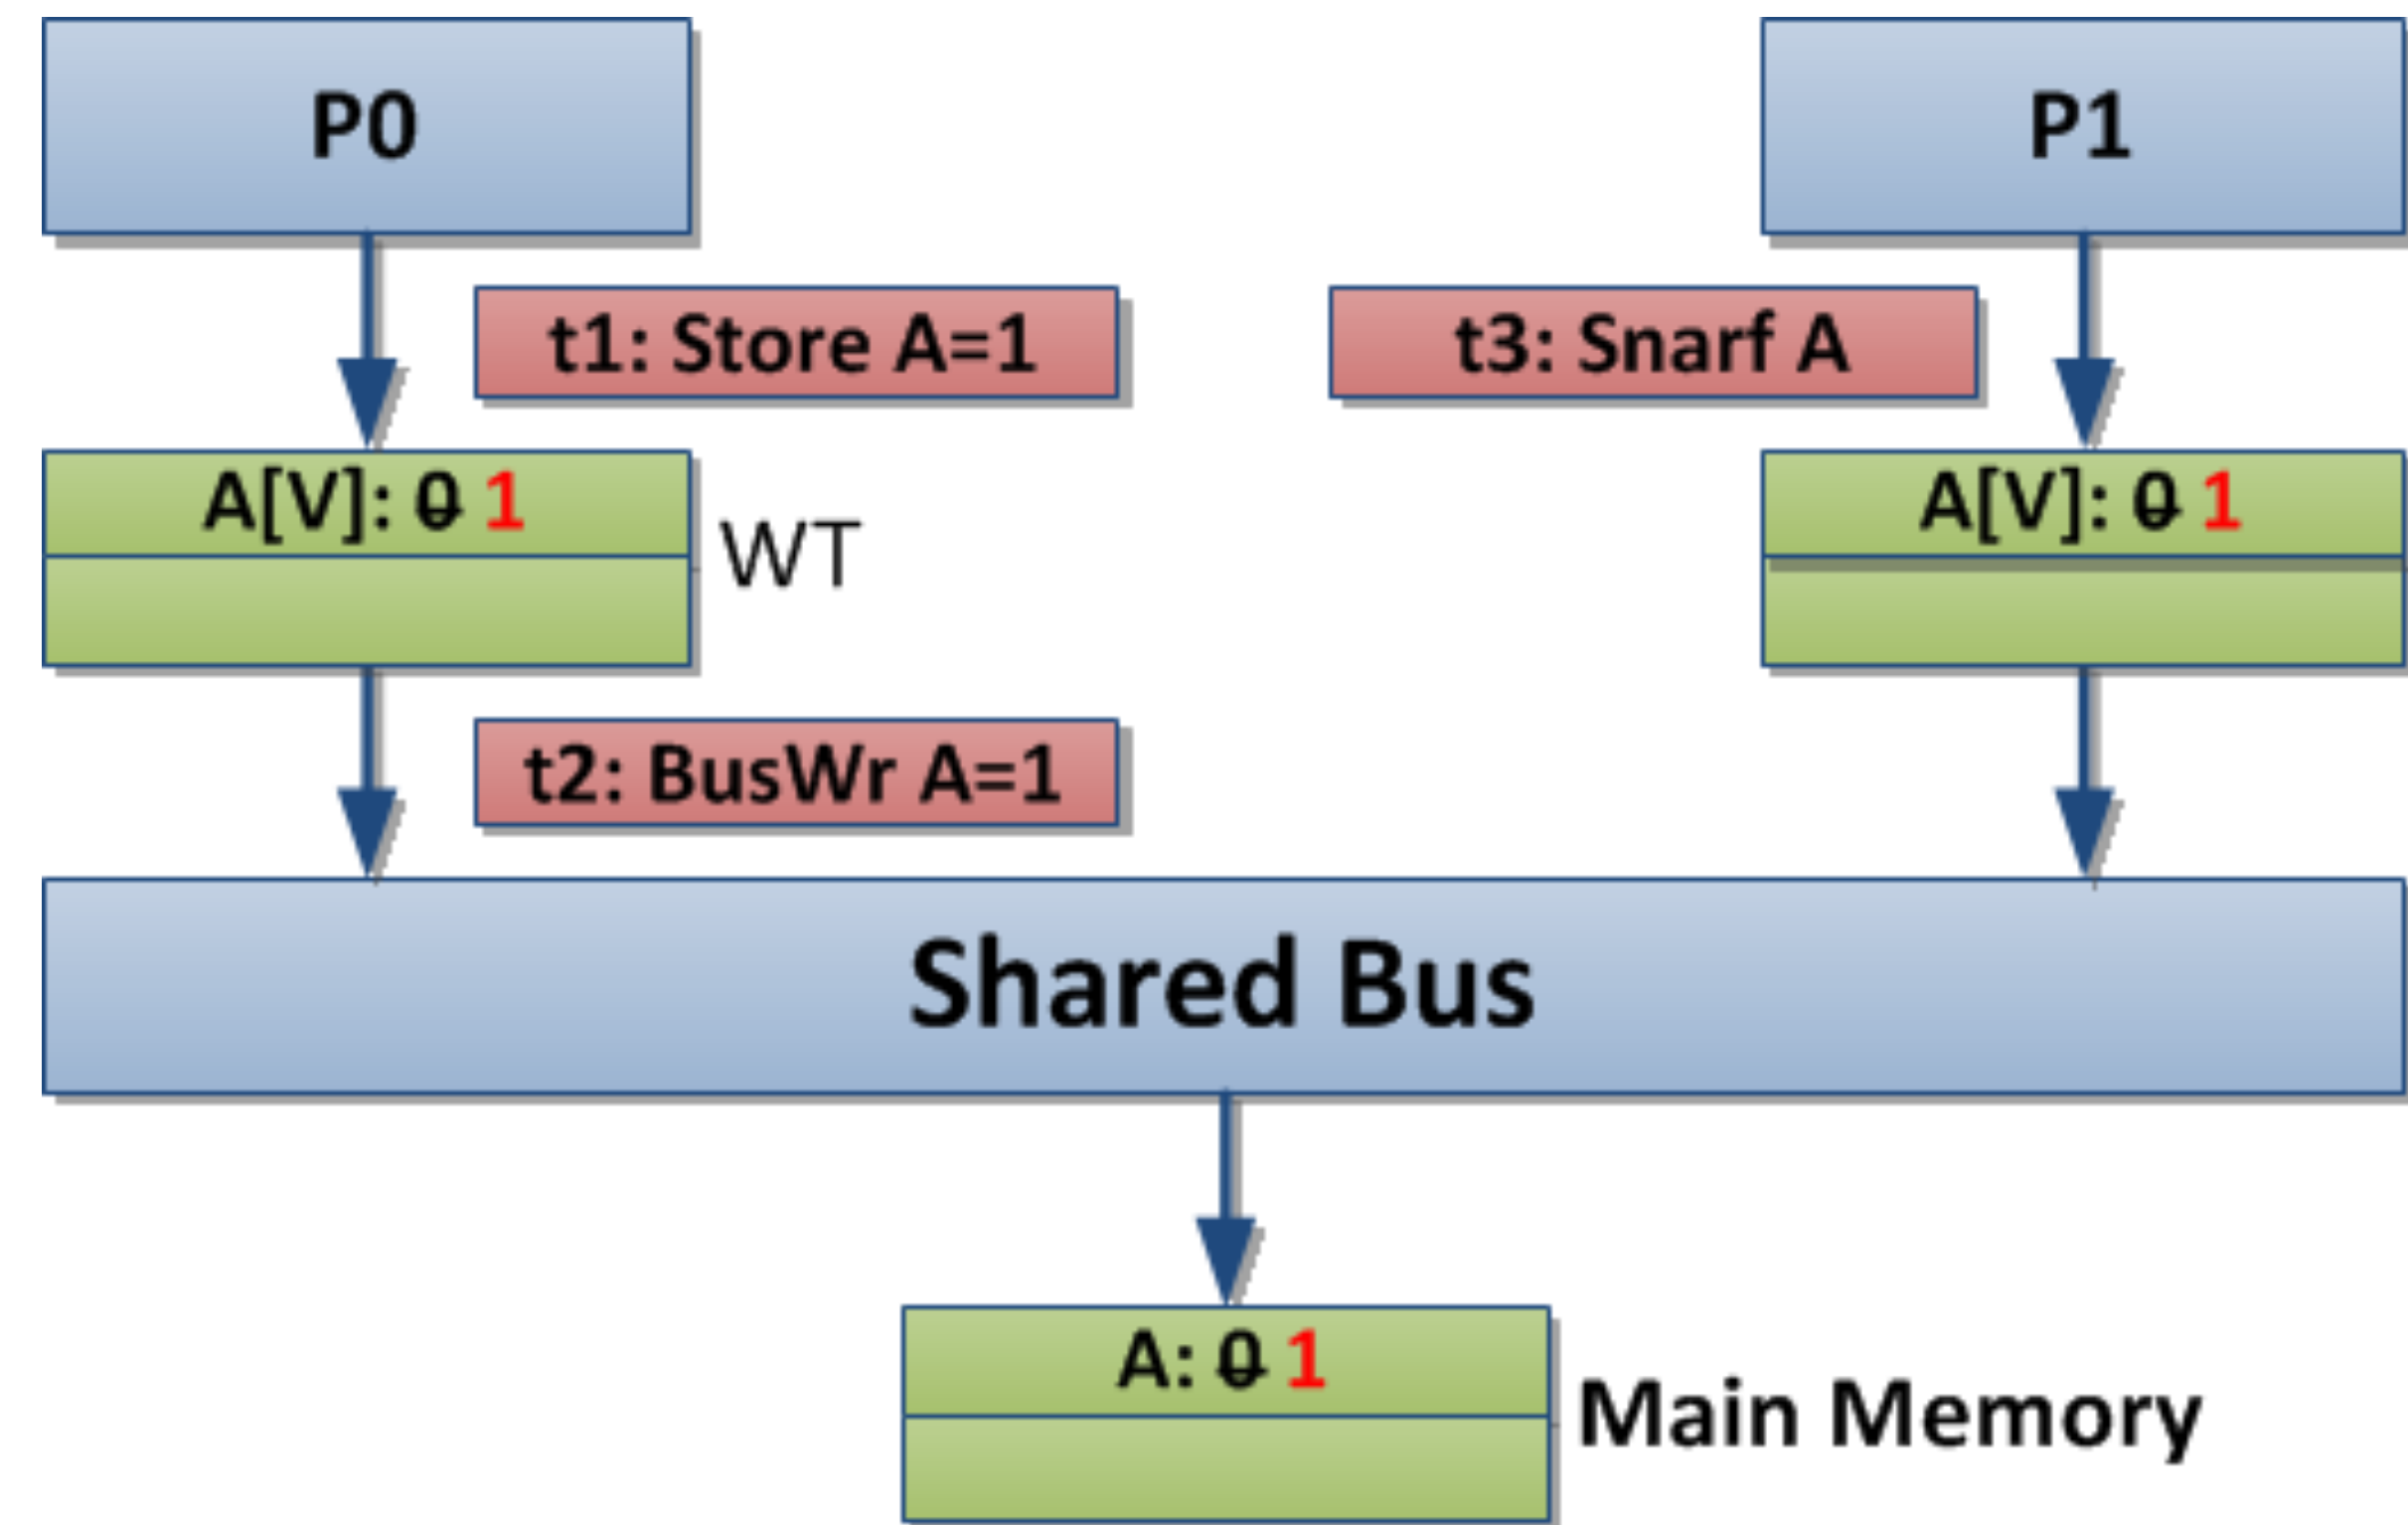 P0
P1
t1: Store A=1
t3: Snarf A
A[V]: 0 1
WT
A[V]: 0 1
t2: BusWr A=1
Shared Bus
A: 0 1
Main Memory